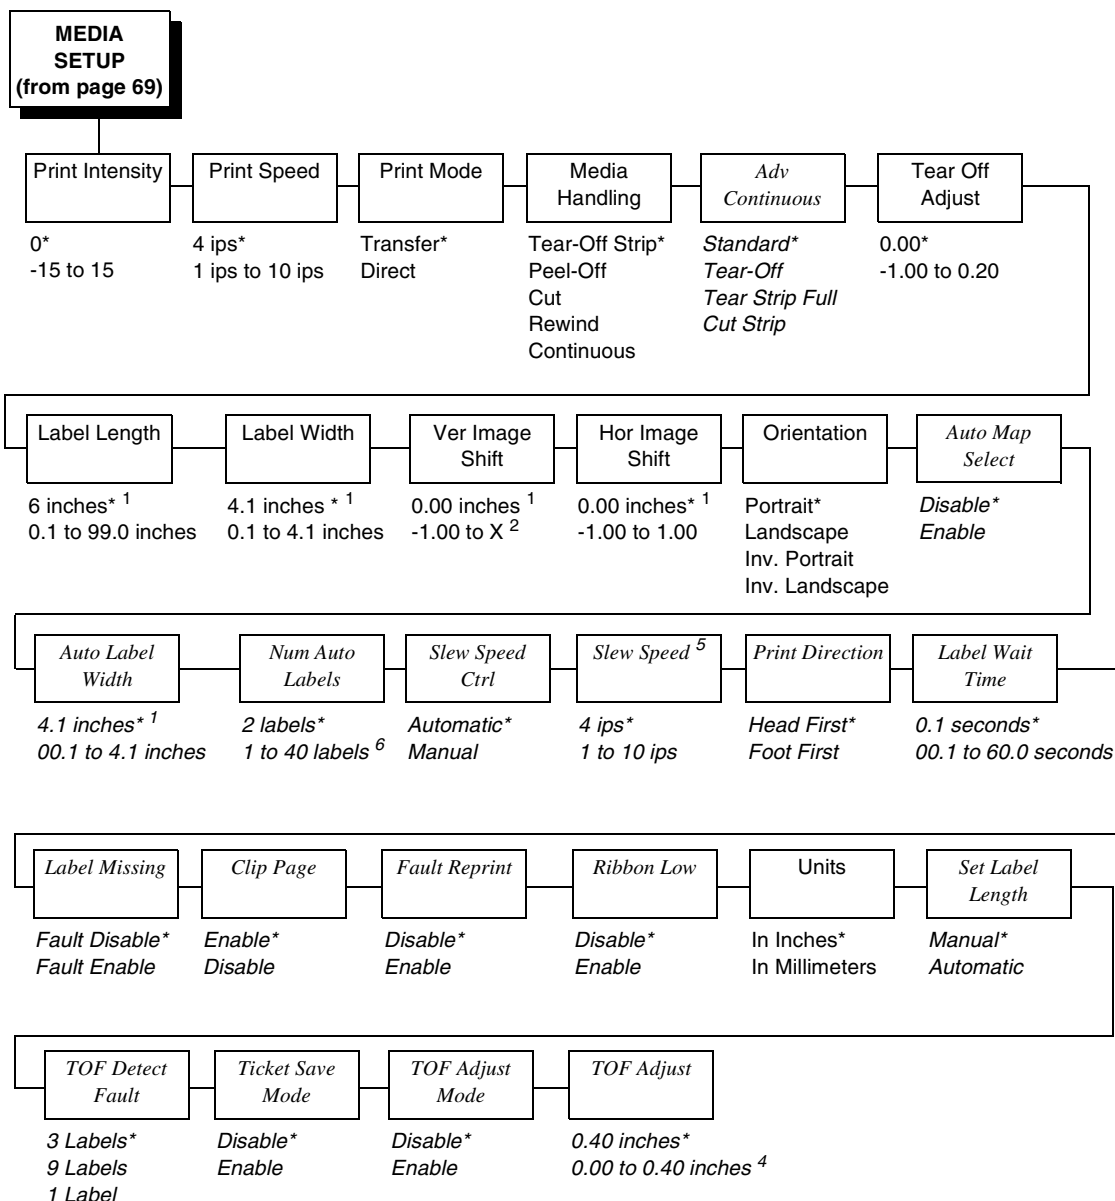 MEDIA
SETUP
(from page 69)
Print Intensity
0*
-15 to 15
Print Speed
4 ips*
1 ips to 10 ips
Print Mode
Transfer*
Direct
Media
Handling
Tear-Off Strip*
Peel-Off
Cut
Rewind
Continuous
Adv
Continuous
Standard*
Tear-Off
Tear Strip Full
Cut Strip
Tear Off
Adjust
0.00*
-1.00 to 0.20
Label Length
6 inches* 1
0.1 to 99.0 inches
Label Width
4.1 inches * 1
0.1 to 4.1 inches
Ver Image
Shift
0.00 inches 1
-1.00 to X 2
Hor Image
Shift
0.00 inches* 1
-1.00 to 1.00
Orientation
Portrait*
Landscape
Inv. Portrait
Inv. Landscape
Auto Map
Select
Disable*
Enable
Auto Label
Width
4.1 inches* 1
00.1 to 4.1 inches
Num Auto
Labels
2 labels*
1 to 40 labels 6
Slew Speed
Ctrl
Automatic*
Manual
Slew Speed 5
4 ips*
1 to 10 ips
Print Direction
Head First*
Foot First
Label Wait
Time
0.1 seconds*
00.1 to 60.0 seconds
Label Missing
Fault Disable*
Fault Enable
Clip Page
Enable*
Disable
Fault Reprint
Disable*
Enable
Ribbon Low
Disable*
Enable
Units
In Inches*
In Millimeters
Set Label
Length
Manual*
Automatic
TOF Detect
Fault
3 Labels*
9 Labels
1 Label
Ticket Save
Mode
Disable*
Enable
TOF Adjust
Mode
Disable*
Enable
TOF Adjust
0.40 inches*
0.00 to 0.40 inches 4